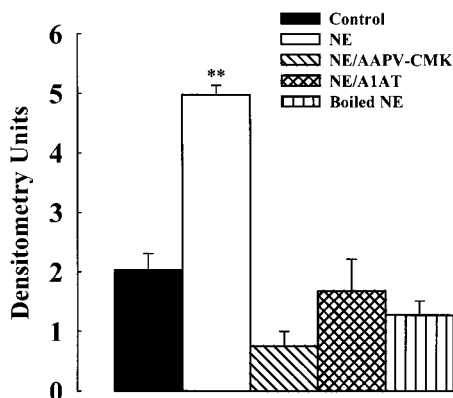 Control
NE
NE/AAPV-CMK
NE/A1AT
Boiled NE
Densitometry Units
6
5
4
3
2
1
0
**